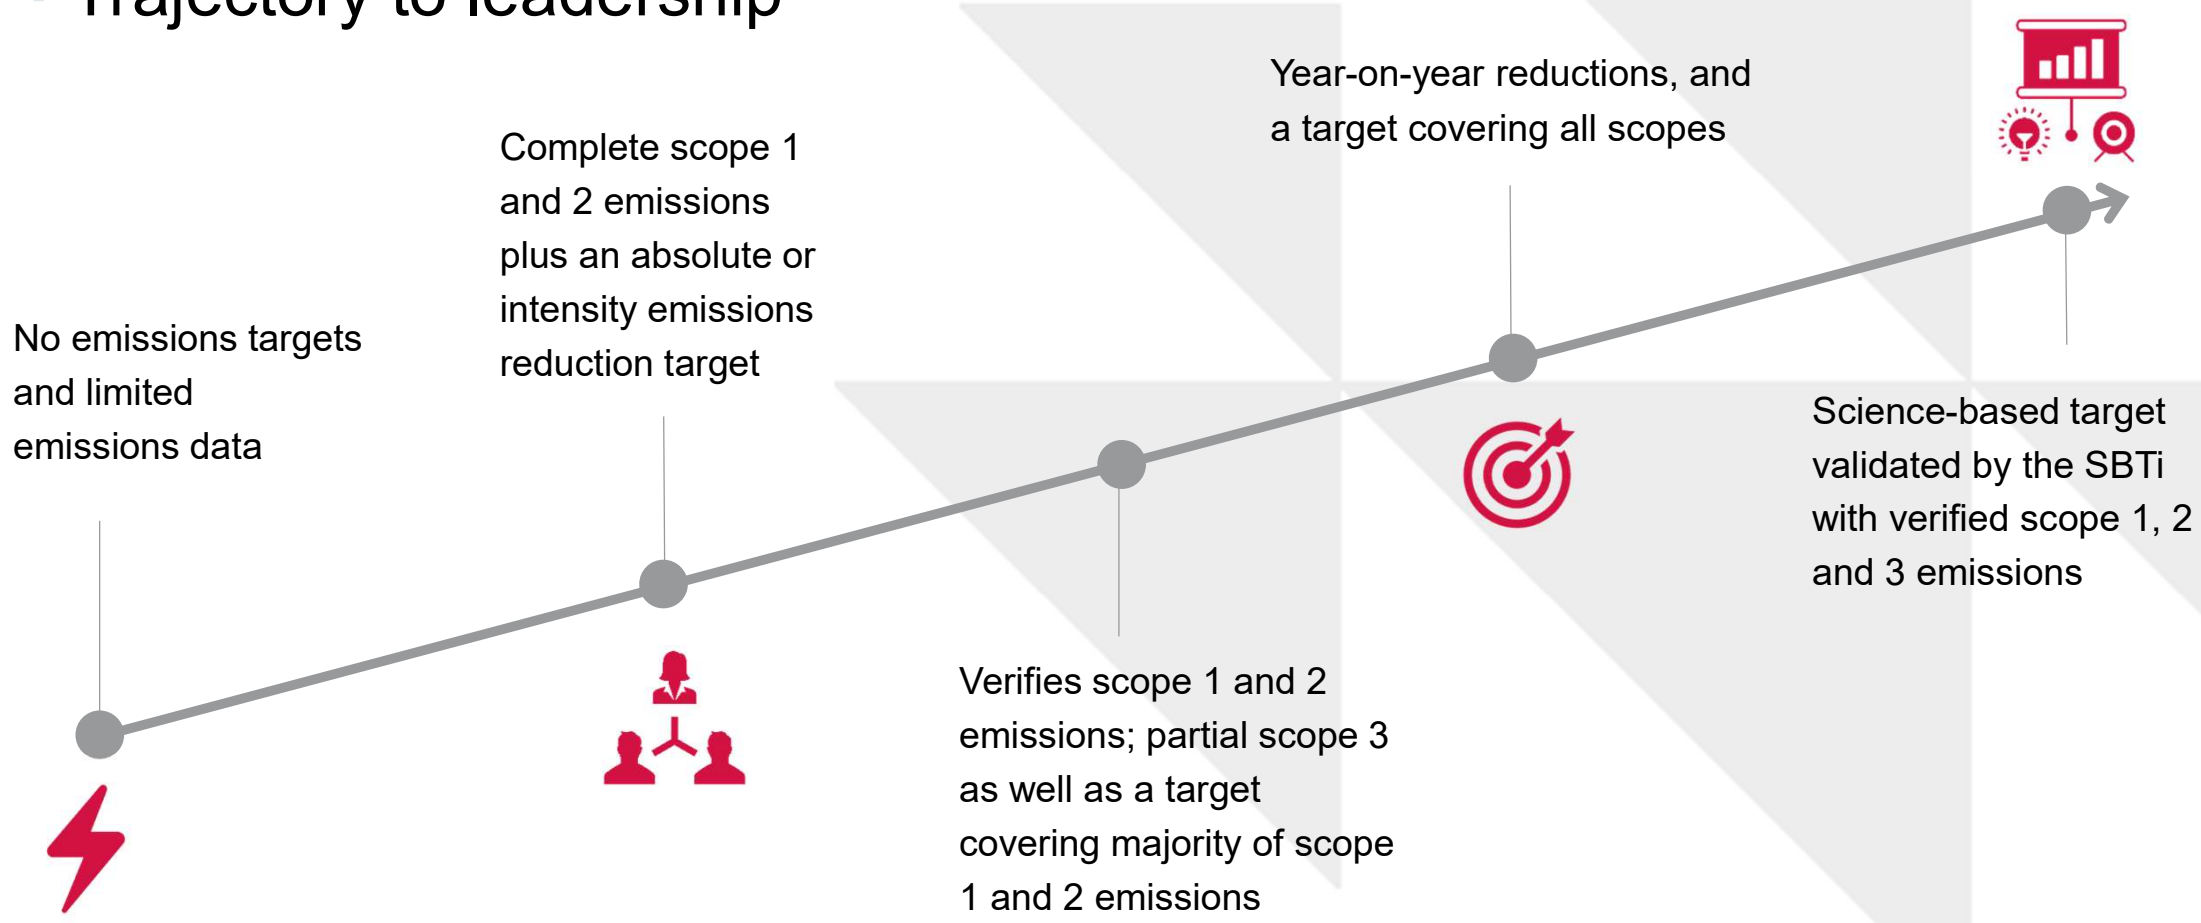 Trajectory to leadership
No emissions targets
and limited
emissions data
Complete scope 1
and 2 emissions
plus an absolute or
intensity emissions
reduction target
Verifies scope 1 and 2
emissions; partial scope 3
as well as a target
covering majority of scope
1 and 2 emissions
Year-on-year reductions, and
a target covering all scopes
Science-based target
validated by the SBTi
with verified scope 1, 2
and 3 emissions